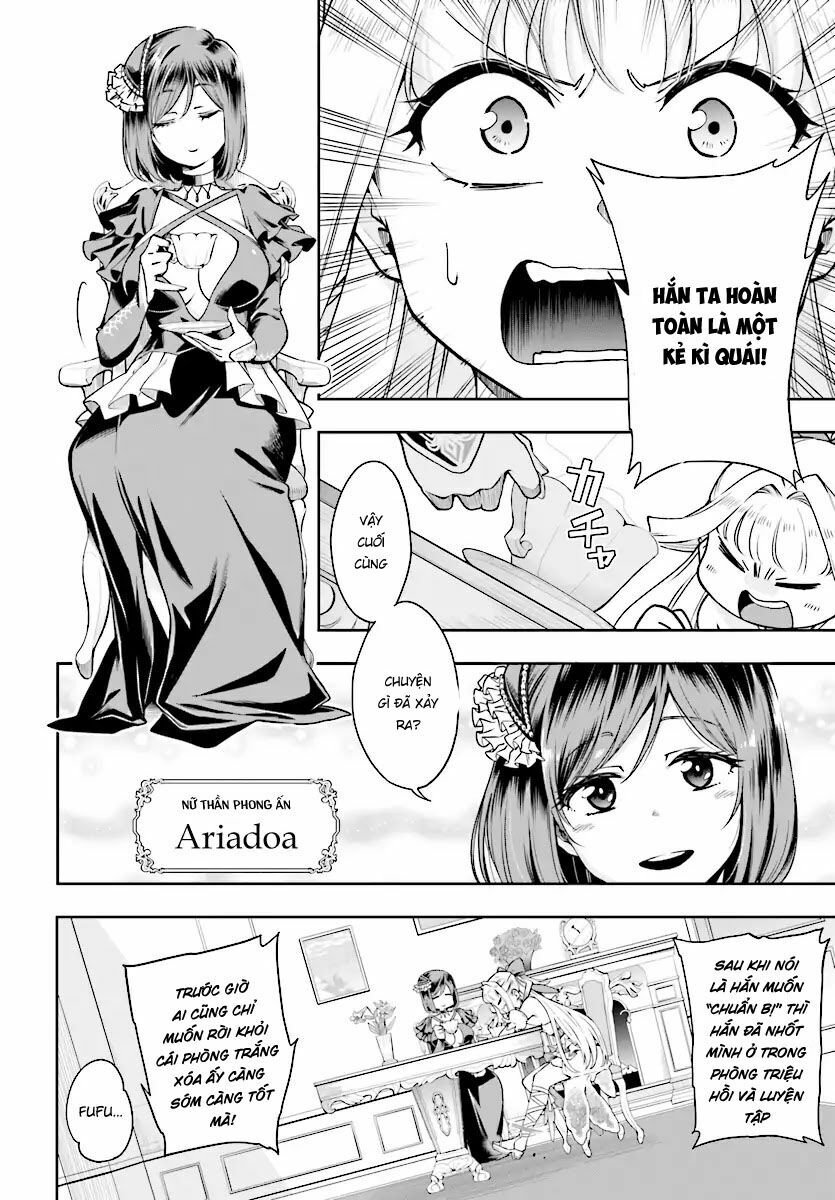 HẮN TA HOÀN
TOÀN LÀ MỘT
KẺ KÌ QUÁI!
ガチャ
VẬY
CUỐI
CÙNG
CHUYỆN
GÌ ĐÃ XẢY
RA?
NỮ THẦN PHONG ẤN
Ariadoa
SAU KHI NÓI
LÀ HẮN MUỐN
“CHUẨN BỊ” THÌ
HẮN ĐÃ NHỐT
MÌNH Ở TRONG
PHÒNG TRIỆU
HỒI VÀ LUYỆN
TẬP
TRƯỚC GIỜ
AI CŨNG CHỈ
MUỐN RỜI KHỎI
CÁI PHÒNG TRẮNG
XÓA ẤY CÀNG
SỚM CÀNG TỐT
MÀ!
FUFU...